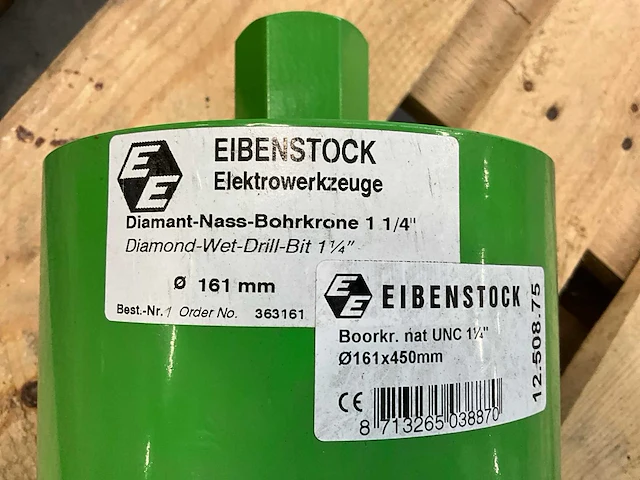 EE
EIBENSTOCK
Elektrowerkzeuge
Diamant-Nass-Bohrkrone 1 1/4"
Diamond-Wet-Drill-Bit 1¼"
Ø 161 mm
Best.-Nr./ Order No. 363161
EE EIBENSTOCK
Boorkr. nat UNC 1¼"
Ø161x450mm
CE
8 713265 038870
12.508.75